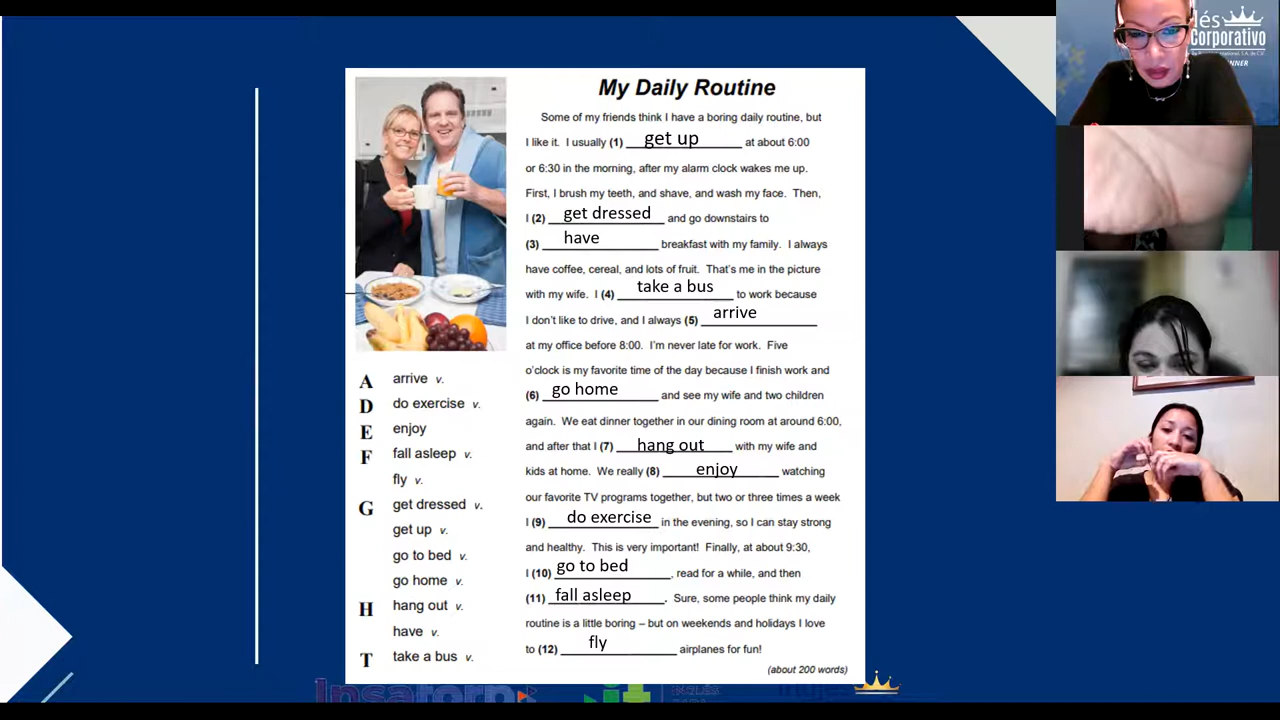 My Daily Routine
Some of my friends think I have a boring daily routine, but
I like it. I usually (1) get up at about 6:00
or 6:30 in the morning, after my alarm clock wakes me up.
First, I brush my teeth, and shave, and wash my face. Then,
I (2) get dressed and go downstairs to
(3) have breakfast with my family. I always
have coffee, cereal, and lots of fruit. That's me in the picture
with my wife. I (4) take a bus to work because
I don't like to drive, and I always (5) arrive
at my office before 8:00. I'm never late for work. Five
o'clock is my favorite time of the day because I finish work and
(6) go home and see my wife and two children
again. We eat dinner together in our dining room at around 6:00,
and after that I (7) hang out with my wife and
kids at home. We really (8) enjoy watching
our favorite TV programs together, but two or three times a week
I (9) do exercise in the evening, so I can stay strong
and healthy. This is very important! Finally, at about 9:30,
I (10) go to bed, read for a while, and then
(11) fall asleep. Sure, some people think my daily
routine is a little boring – but on weekends and holidays I love
to (12) fly airplanes for fun!
(about 200 words)
A arrive v.
D do exercise v.
E enjoy
F fall asleep v.
fly v.
G get dressed v.
get up v.
go to bed v.
go home v.
H hang out v.
have v.
T take a bus v.
lés
Corporativo